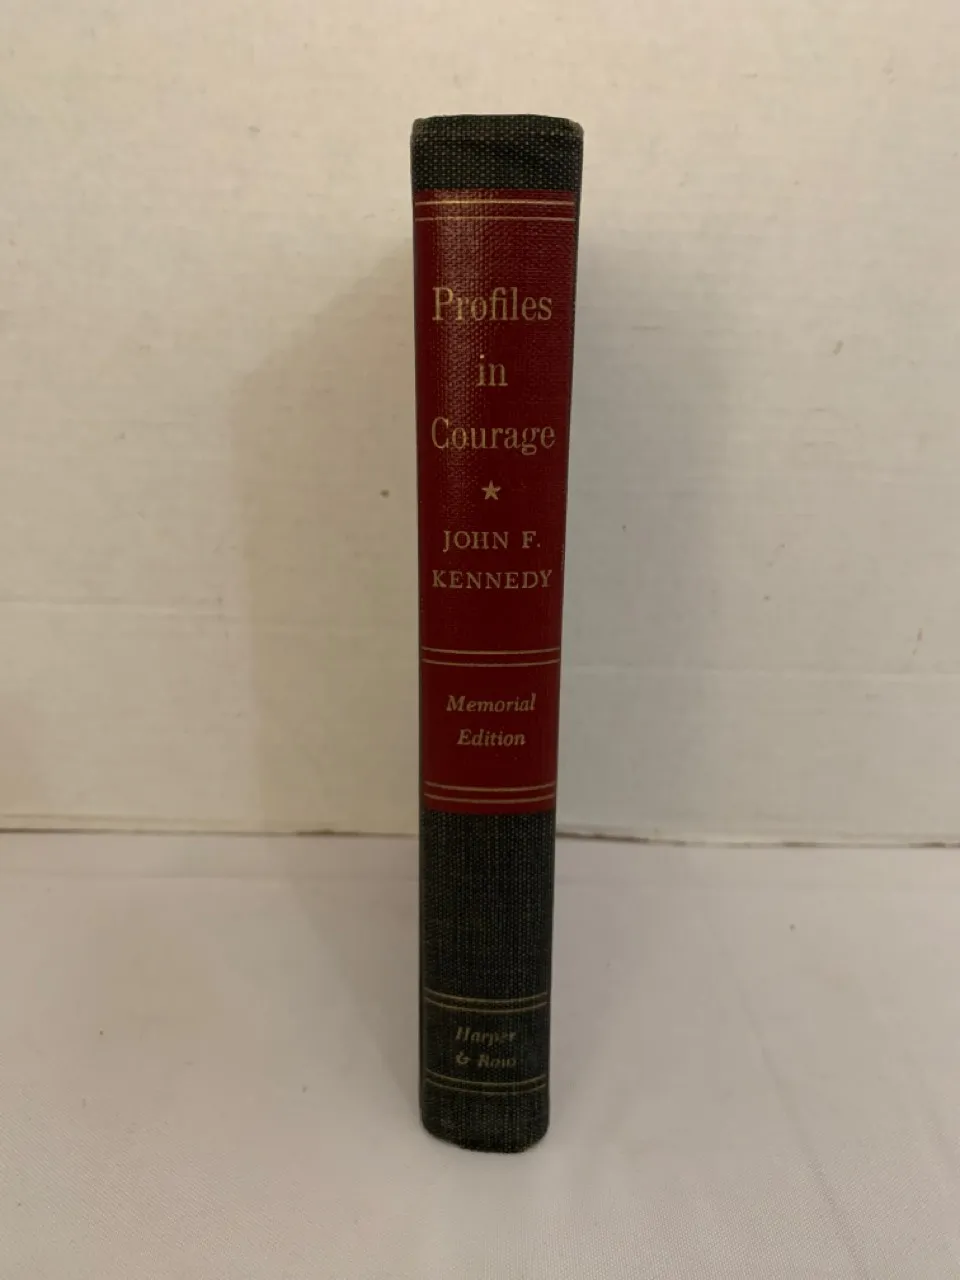 Profiles
in
Courage
★
JOHN F.
KENNEDY
Memorial
Edition
Harper
& Row